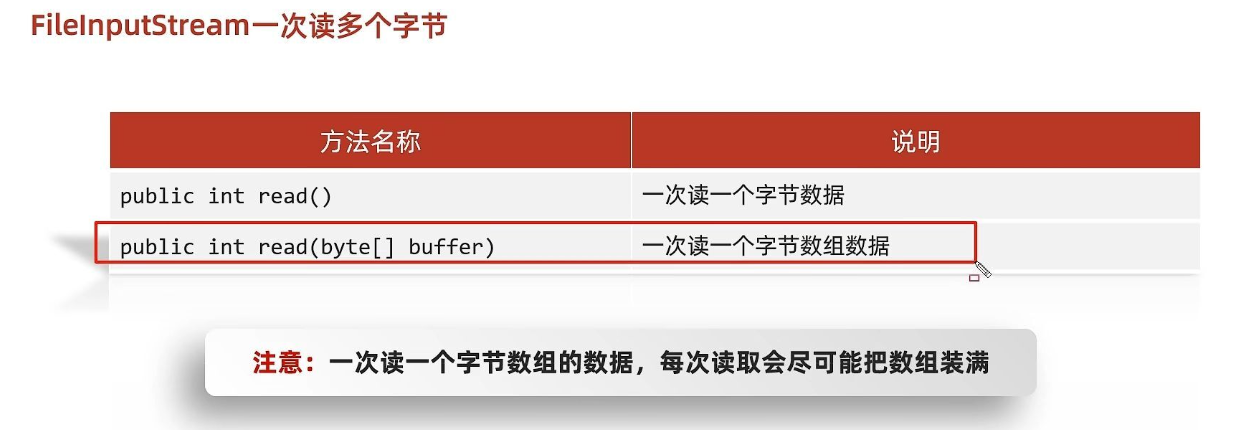 FileInputStream一次读多个字节
方法名称 说明
public int read() 一次读一个字节数据
public int read(byte[] buffer) 一次读一个字节数组数据
注意：一次读一个字节数组的数据，每次读取会尽可能把数组装满